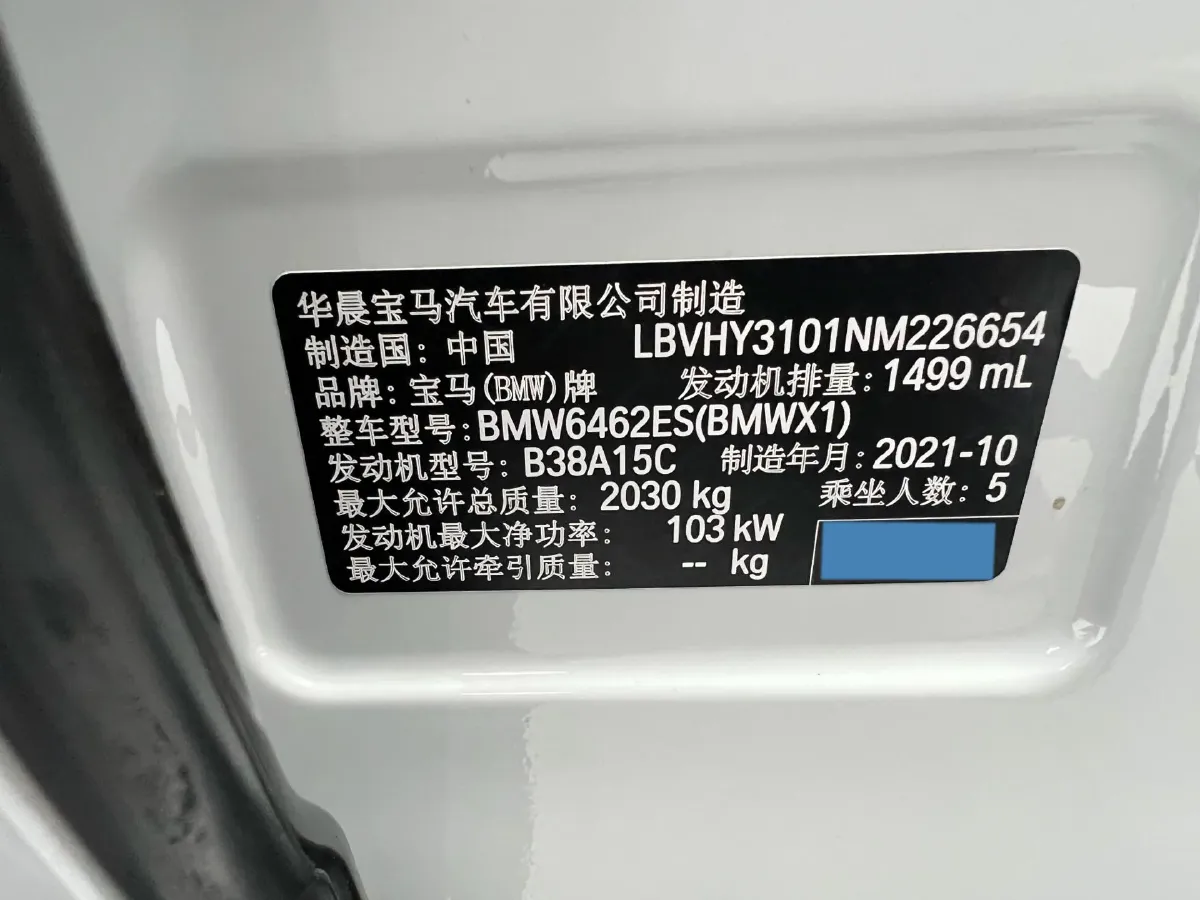 华晨宝马汽车有限公司制造
制造国：中国 LBVHY3101NM226654
品牌：宝马(BMW)牌 发动机排量：1499 mL
整车型号：BMW6462ES(BMWX1)
发动机型号：B38A15C 制造年月：2021-10
最大允许总质量：2030 kg 乘坐人数：5
发动机最大净功率：103 kW
最大允许牵引质量：-- kg